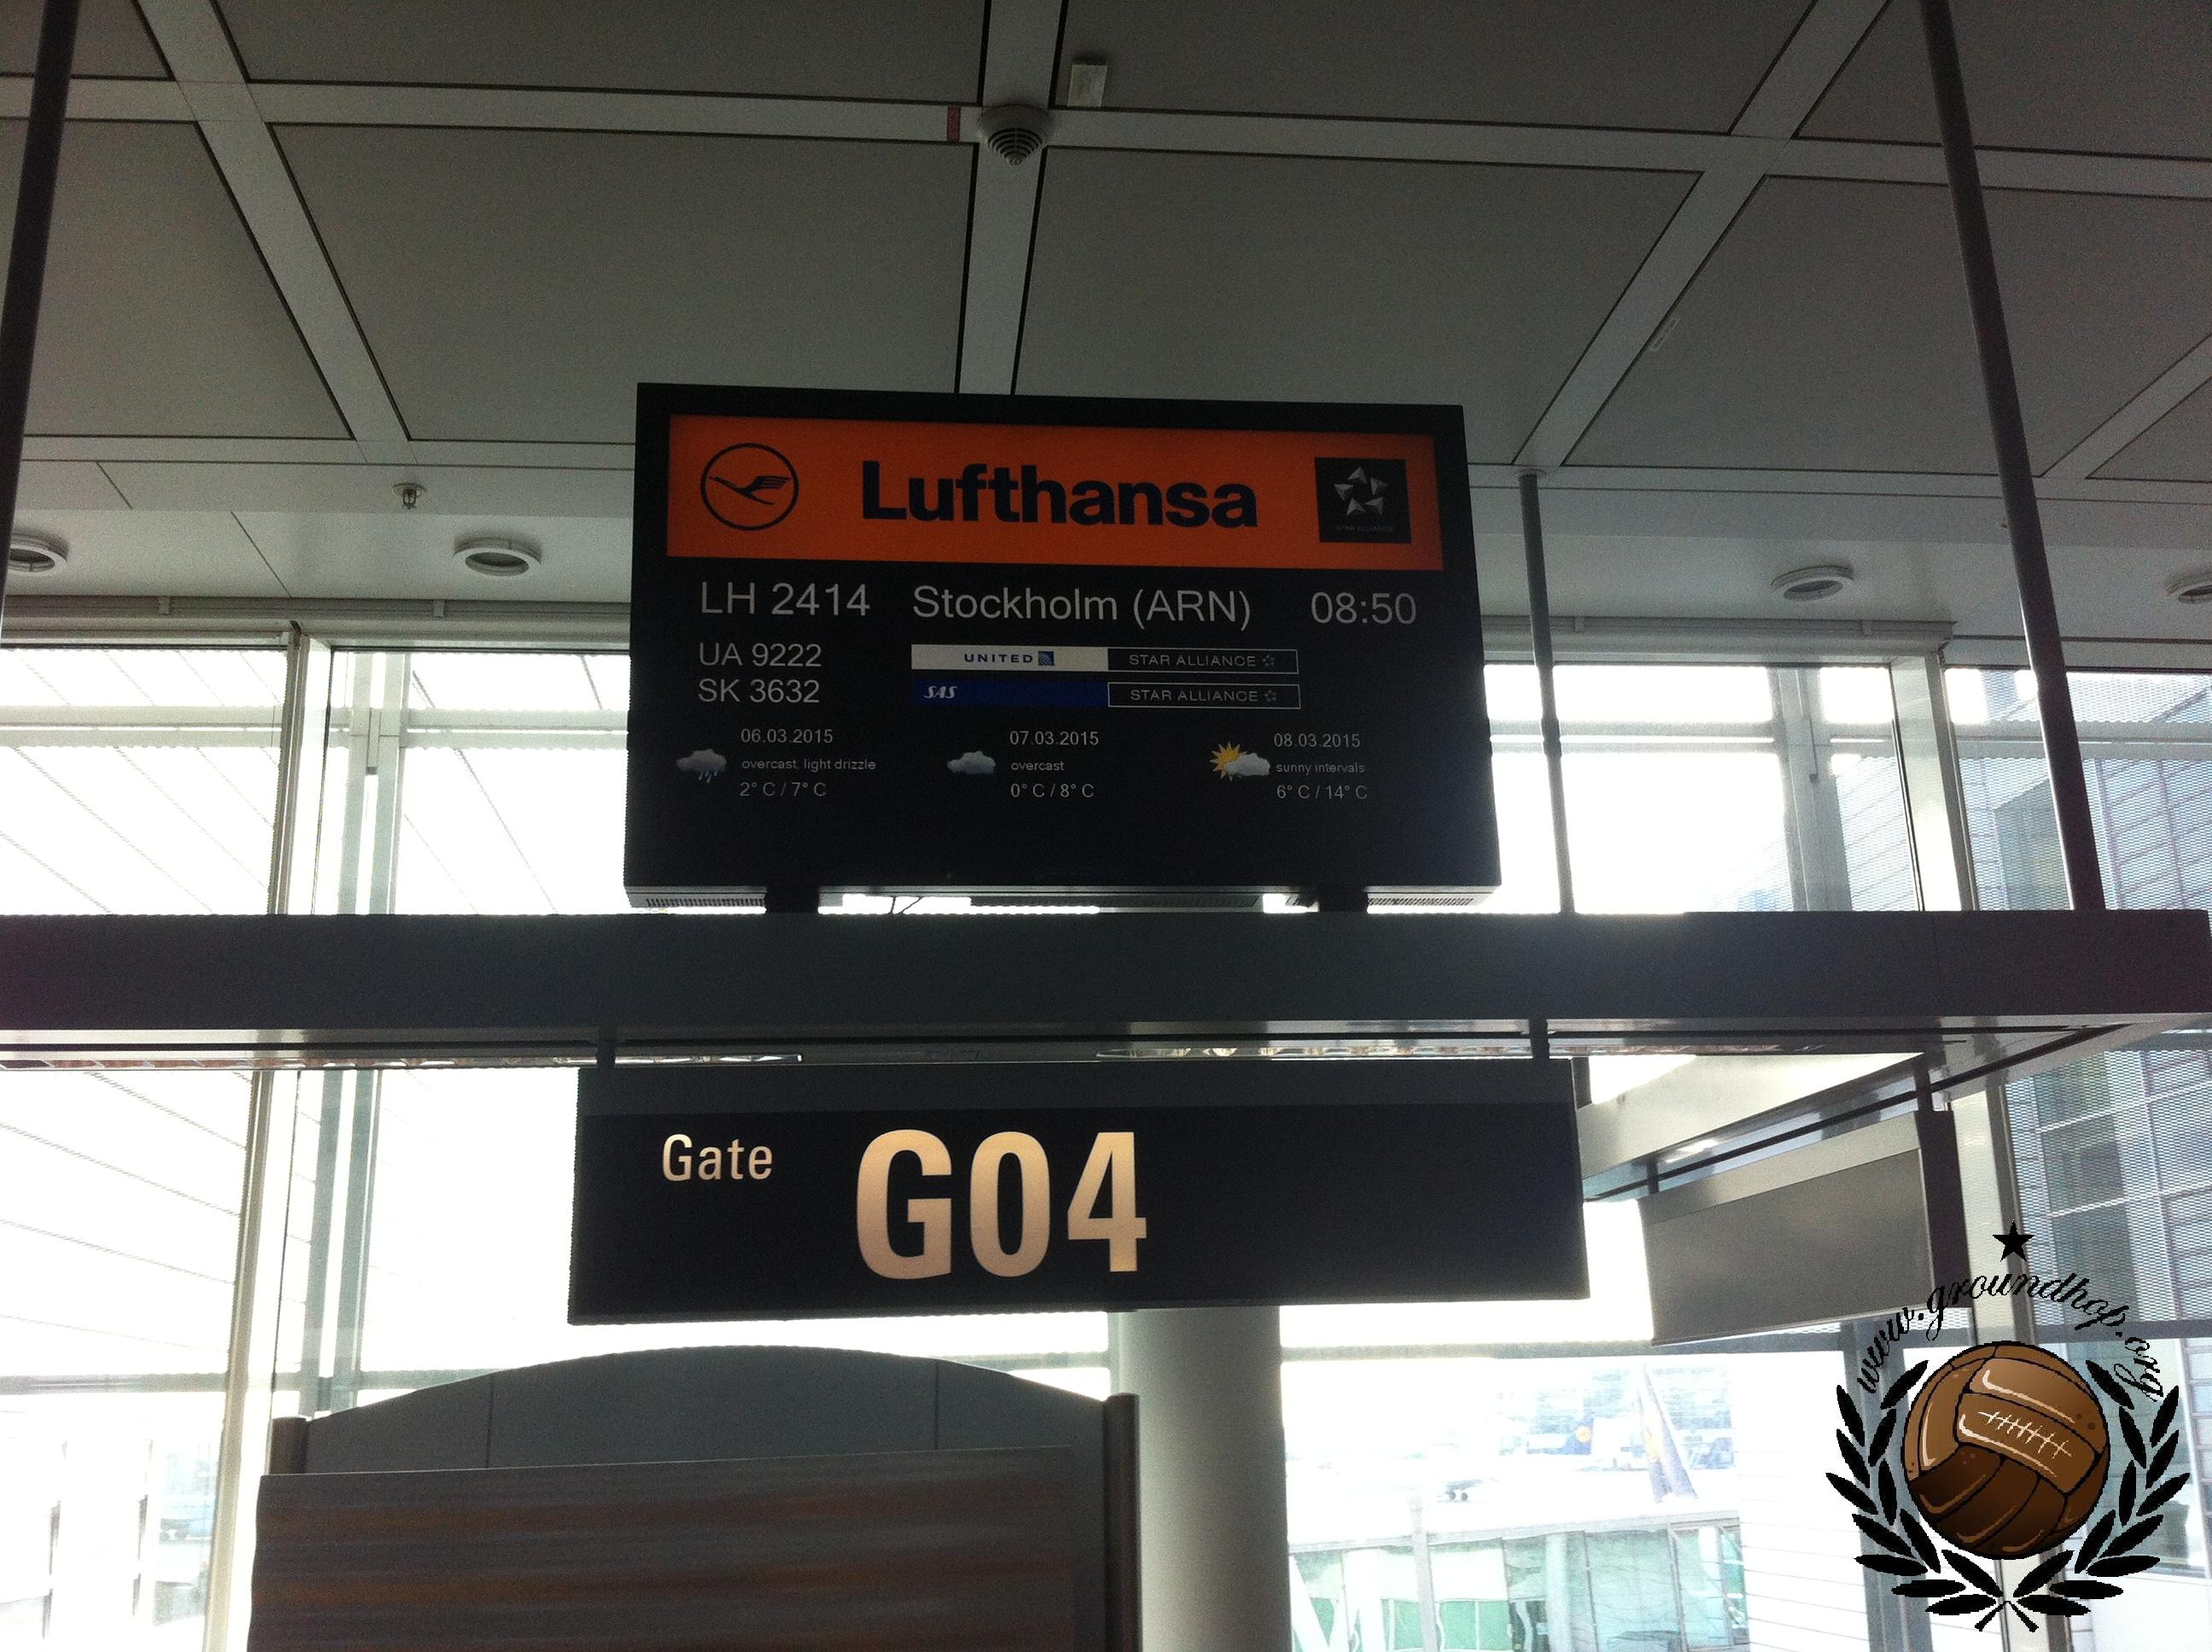 Lufthansa
STAR ALLIANCE
LH 2414 Stockholm (ARN) 08:50
UA 9222 UNITED STAR ALLIANCE
SK 3632 SAS STAR ALLIANCE
06.03.2015 07.03.2015 08.03.2015
overcast, light drizzle overcast sunny intervals
2° C / 7° C 0° C / 8° C 6° C / 14° C
Gate G04
www.groundhop.org